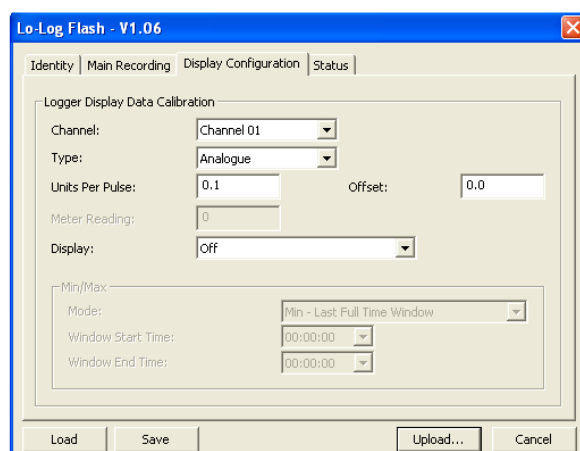 Lo-Log Flash - V1.06
Identity Main Recording Display Configuration Status
Logger Display Data Calibration
Channel: Channel 01
Type: Analogue
Units Per Pulse: 0.1 Offset: 0.0
Meter Reading: 0
Display: Off
Min/Max
Mode: Min - Last Full Time Window
Window Start Time: 00:00:00
Window End Time: 00:00:00
Load Save Upload... Cancel